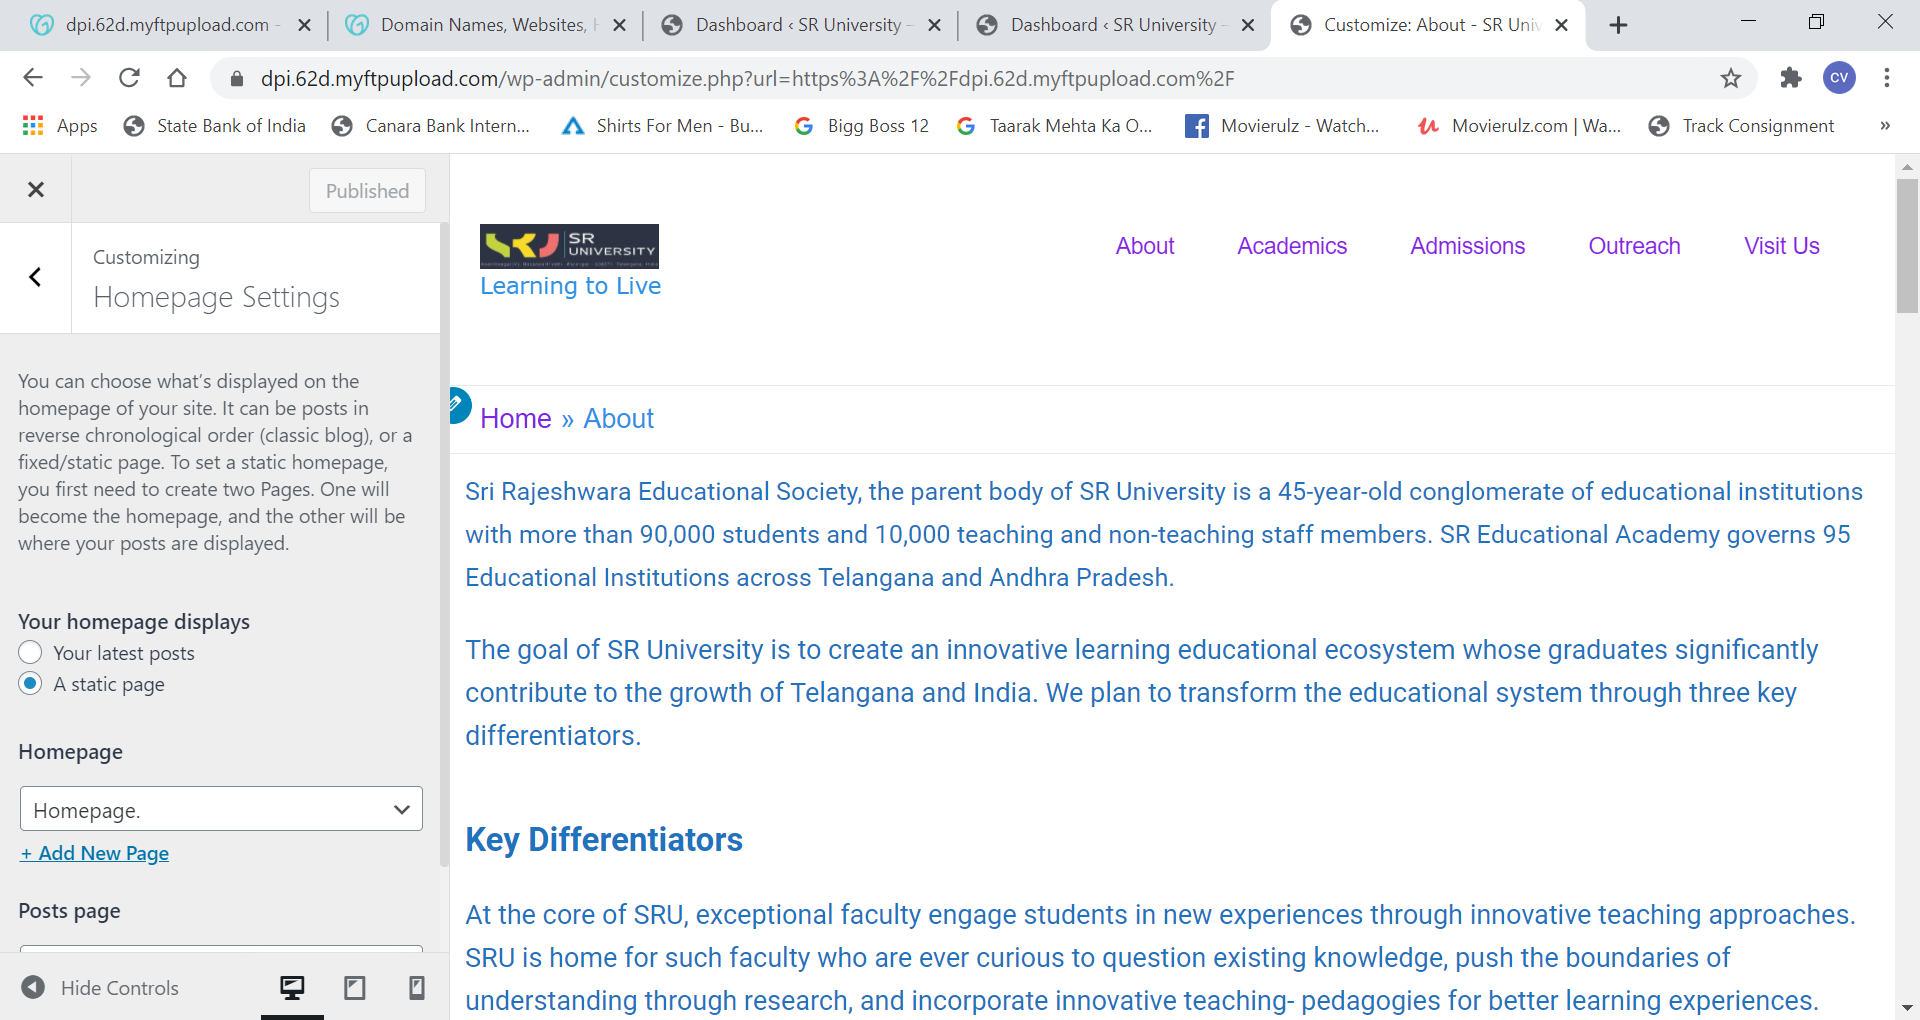 dpi.62d.myftpupload.com -
Domain Names, Websites, H
Dashboard ‹ SR University –
Dashboard ‹ SR University –
Customize: About - SR Univ
dpi.62d.myftpupload.com/wp-admin/customize.php?url=https%3A%2F%2Fdpi.62d.myftpupload.com%2F
CV
Apps
State Bank of India
Canara Bank Intern...
Shirts For Men - Bu...
Bigg Boss 12
Taarak Mehta Ka O...
Movierulz - Watch...
Movierulz.com | Wa...
Track Consignment
»
Published
Customizing
Homepage Settings
You can choose what's displayed on the
homepage of your site. It can be posts in
reverse chronological order (classic blog), or a
fixed/static page. To set a static homepage,
you first need to create two Pages. One will
become the homepage, and the other will be
where your posts are displayed.
Your homepage displays
Your latest posts
A static page
Homepage
Homepage.
+ Add New Page
Posts page
Hide Controls
SR
UNIVERSITY
Learning to Live
About
Academics
Admissions
Outreach
Visit Us
Home » About
Sri Rajeshwara Educational Society, the parent body of SR University is a 45-year-old conglomerate of educational institutions
with more than 90,000 students and 10,000 teaching and non-teaching staff members. SR Educational Academy governs 95
Educational Institutions across Telangana and Andhra Pradesh.
The goal of SR University is to create an innovative learning educational ecosystem whose graduates significantly
contribute to the growth of Telangana and India. We plan to transform the educational system through three key
differentiators.
Key Differentiators
At the core of SRU, exceptional faculty engage students in new experiences through innovative teaching approaches.
SRU is home for such faculty who are ever curious to question existing knowledge, push the boundaries of
understanding through research, and incorporate innovative teaching- pedagogies for better learning experiences.